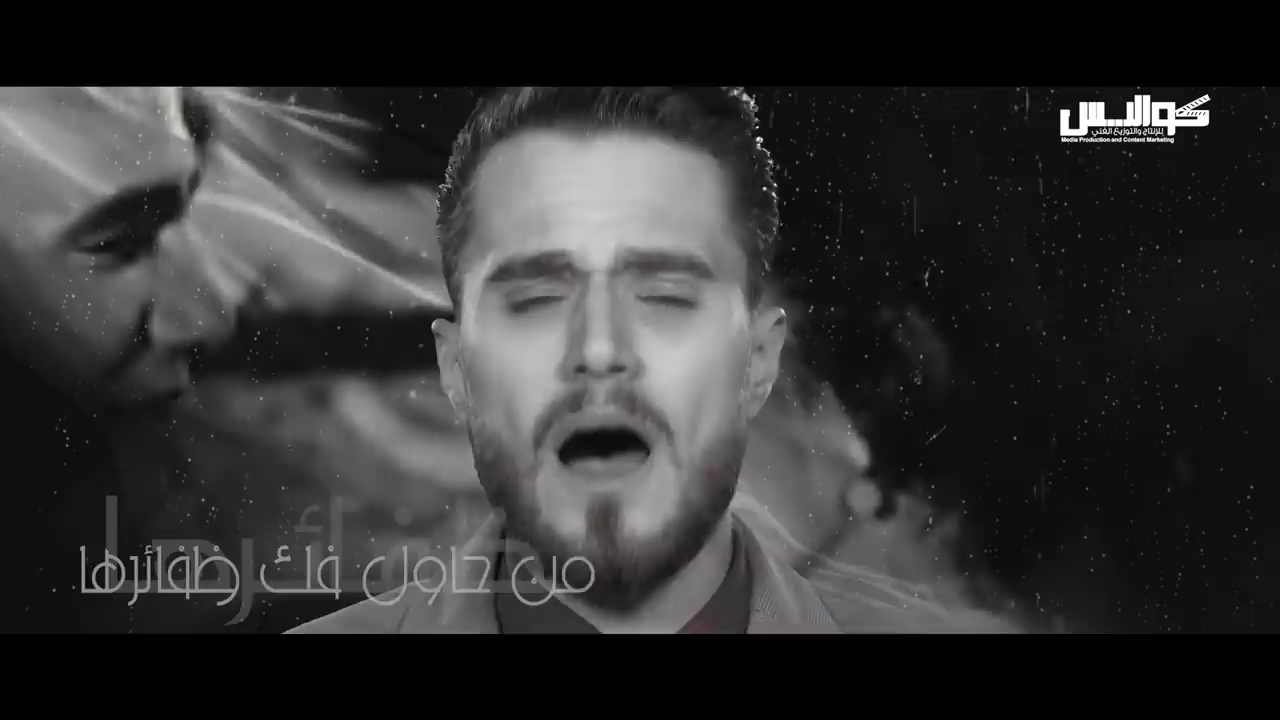 كواليس
للإنتاج والتوزيع الفني
Media Production and Content Marketing
من حاول فك ظفائرها